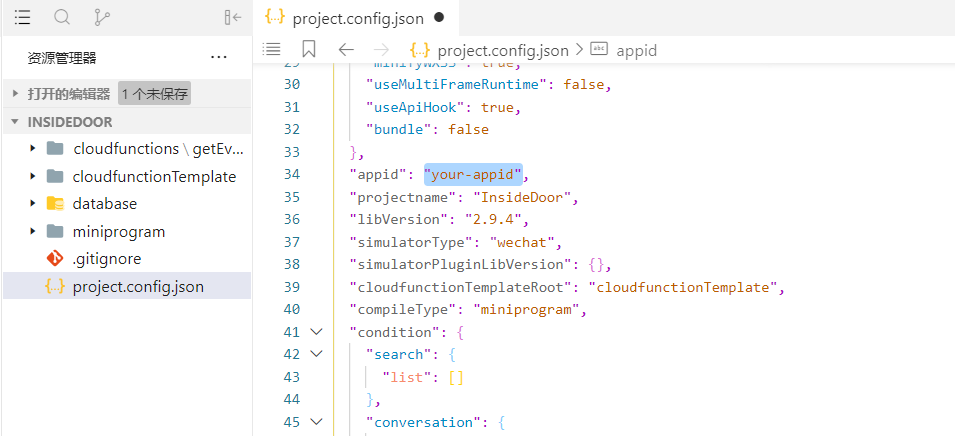 project.config.json
资源管理器
project.config.json > appid
打开的编辑器 1 个未保存
INSIDEDOOR
cloudfunctions \ getEv...
cloudfunctionTemplate
database
miniprogram
.gitignore
project.config.json
29 "minifyWXSS": true,
30 "useMultiFrameRuntime": false,
31 "useApiHook": true,
32 "bundle": false
33 },
34 "appid": "your-appid",
35 "projectname": "InsideDoor",
36 "libVersion": "2.9.4",
37 "simulatorType": "wechat",
38 "simulatorPluginLibVersion": {},
39 "cloudfunctionTemplateRoot": "cloudfunctionTemplate",
40 "compileType": "miniprogram",
41 "condition": {
42 "search": {
43 "list": []
44 },
45 "conversation": {